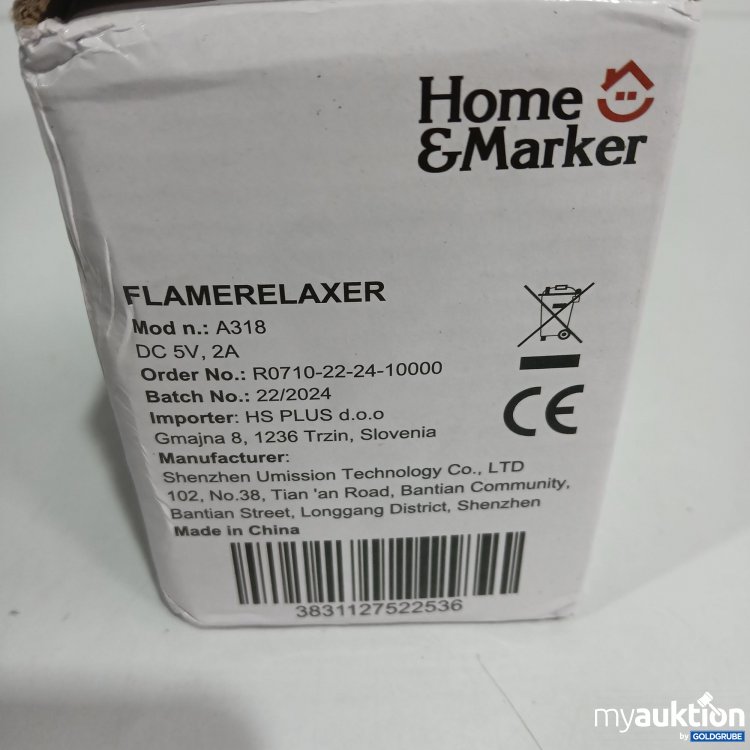 Home
&Marker
FLAMERELAXER
Mod n.: A318
DC 5V, 2A
Order No.: R0710-22-24-10000
Batch No.: 22/2024
Importer: HS PLUS d.o.o
Gmajna 8, 1236 Trzin, Slovenia
Manufacturer:
Shenzhen Umission Technology Co., LTD
102, No.38, Tian 'an Road, Bantian Community,
Bantian Street, Longgang District, Shenzhen
Made in China
CE
3831127522536
myauktion
by GOLDGRUBE